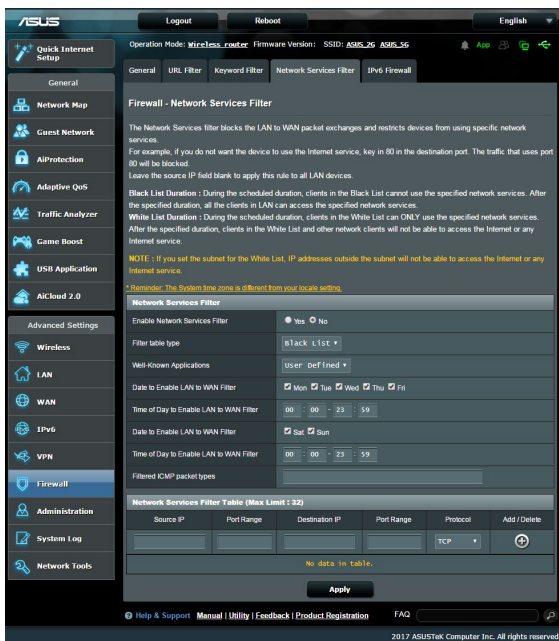 ASUS
Logout
Reboot
English
Quick Internet
Setup
General
Network Map
Guest Network
AiProtection
Adaptive QoS
Traffic Analyzer
Game Boost
USB Application
AiCloud 2.0
Advanced Settings
Wireless
LAN
WAN
IPv6
VPN
Firewall
Administration
System Log
Network Tools
Operation Mode: Wireless router Firmware Version: SSID: ASUS_2G ASUS_5G
App
General URL Filter Keyword Filter Network Services Filter IPv6 Firewall
Firewall - Network Services Filter
The Network Services filter blocks the LAN to WAN packet exchanges and restricts devices from using specific network
services.
For example, if you do not want the device to use the Internet service, key in 80 in the destination port. The traffic that uses port
80 will be blocked.
Leave the source IP field blank to apply this rule to all LAN devices.
Black List Duration : During the scheduled duration, clients in the Black List cannot use the specified network services. After
the specified duration, all the clients in LAN can access the specified network services.
White List Duration : During the scheduled duration, clients in the White List can ONLY use the specified network services.
After the specified duration, clients in the White List and other network clients will not be able to access the Internet or any
Internet service.
NOTE : If you set the subnet for the White List, IP addresses outside the subnet will not be able to access the Internet or any
Internet service.
* Reminder: The System time zone is different from your locale setting.
Network Services Filter
Enable Network Services Filter Yes No
Filter table type Black List
Well-Known Applications User Defined
Date to Enable LAN to WAN Filter Mon Tue Wed Thu Fri
Time of Day to Enable LAN to WAN Filter 00 : 00 - 23 : 59
Date to Enable LAN to WAN Filter Sat Sun
Time of Day to Enable LAN to WAN Filter 00 : 00 - 23 : 59
Filtered ICMP packet types
Network Services Filter Table (Max Limit : 32)
Source IP Port Range Destination IP Port Range Protocol Add / Delete
TCP
No data in table.
Apply
Help & Support Manual | Utility | Feedback | Product Registration FAQ
2017 ASUSTeK Computer Inc. All rights reserve